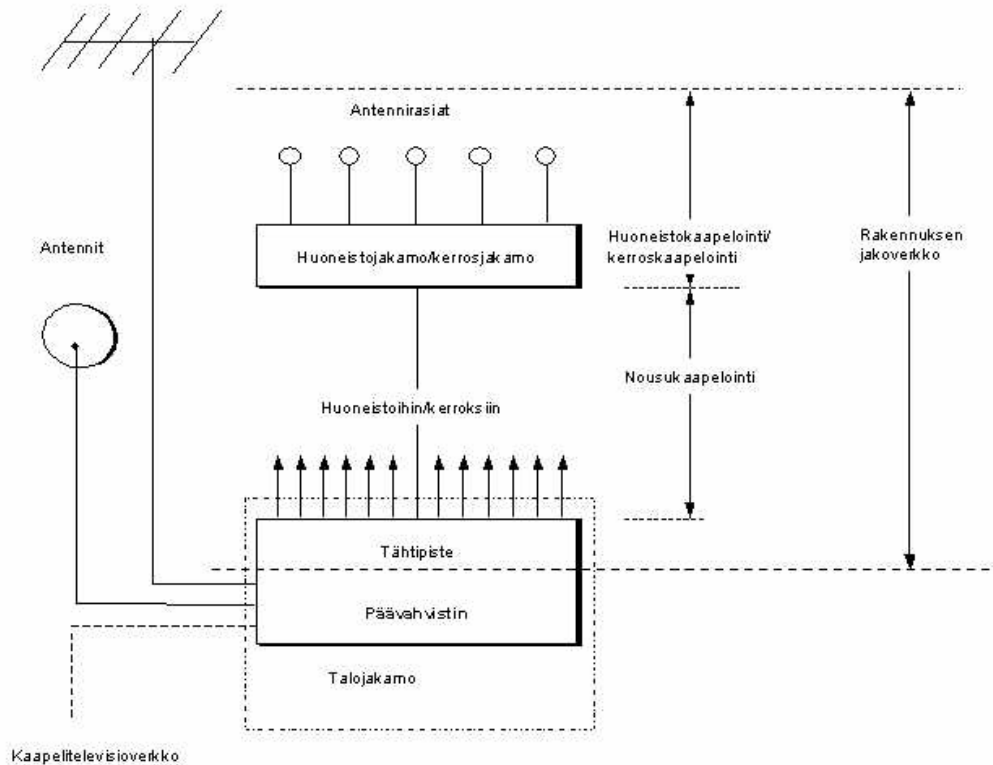 Antennirasiat
Antennit
Huoneistojakamo/kerrosjakamo
Huoneistokaapelointi/
kerroskaapelointi
Rakennuksen
jakoverkko
Nousukaapelointi
Huoneistoihin/kerroksiin
Tähtipiste
Päävahvistin
Talojakamo
Kaapelitelevisioverkko